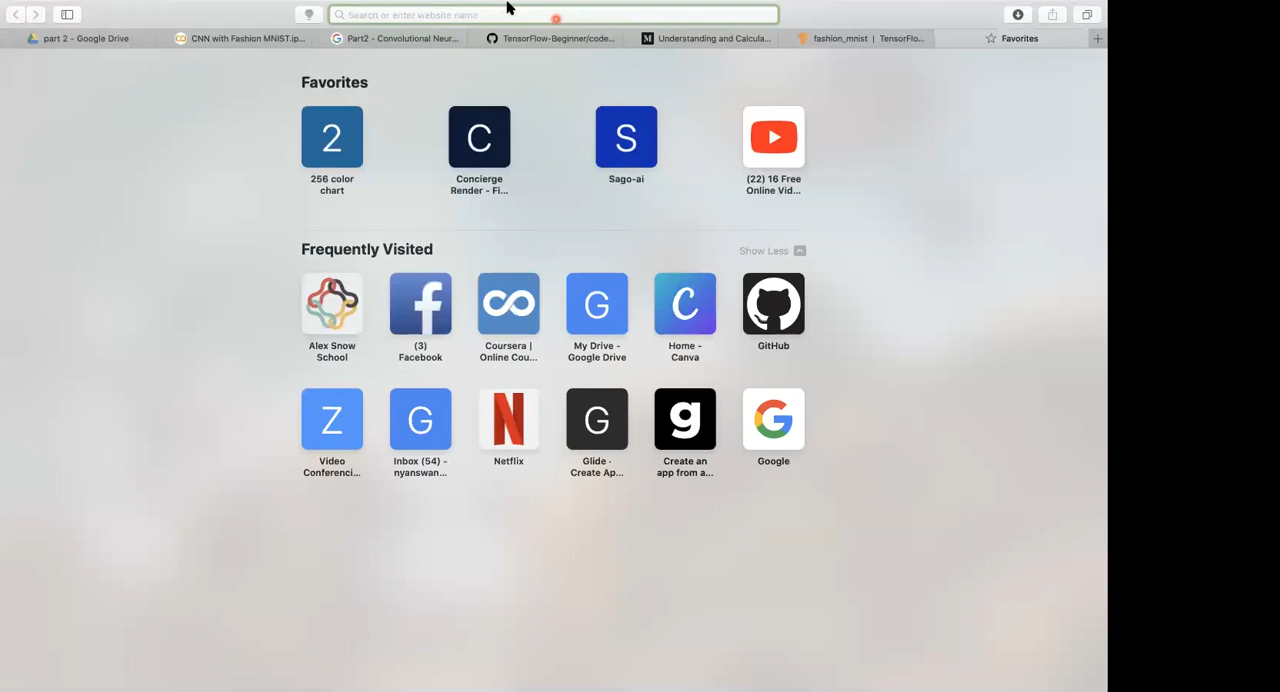 Search or enter website name
part 2 - Google Drive
CNN with Fashion MNIST.ip...
Part2 - Convolutional Neur...
TensorFlow-Beginner/code...
Understanding and Calcula...
fashion_mnist | TensorFlo...
Favorites
Favorites
2
C
S
256 color
chart
Concierge
Render - Fi...
Sago-ai
(22) 16 Free
Online Vid...
Frequently Visited
Show Less
f
G
C
Alex Snow
School
(3)
Facebook
Coursera |
Online Cou...
My Drive -
Google Drive
Home -
Canva
GitHub
Z
G
N
G
g
G
Video
Conferenci...
Inbox (54) -
nyanswan...
Netflix
Glide ·
Create Ap...
Create an
app from a...
Google